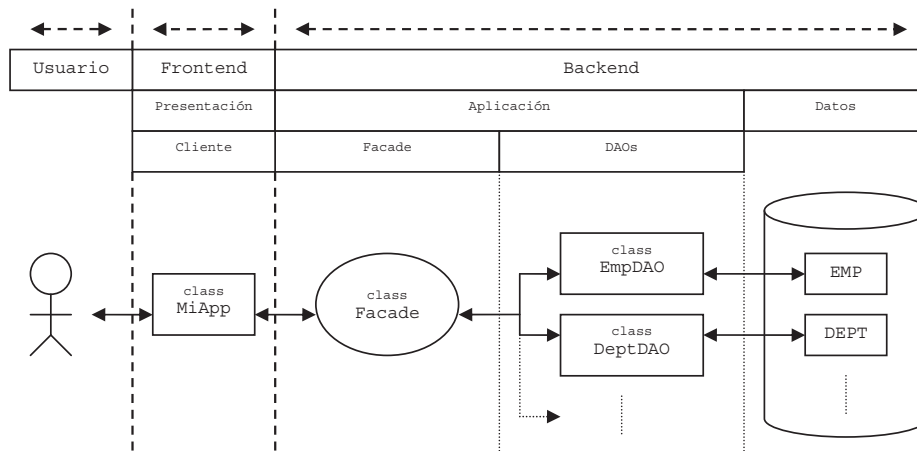 Usuario Frontend Backend
Presentación Aplicación Datos
Cliente Facade DAOs
class
EmpDAO
EMP
class
MiApp
class
Facade
class
DeptDAO
DEPT